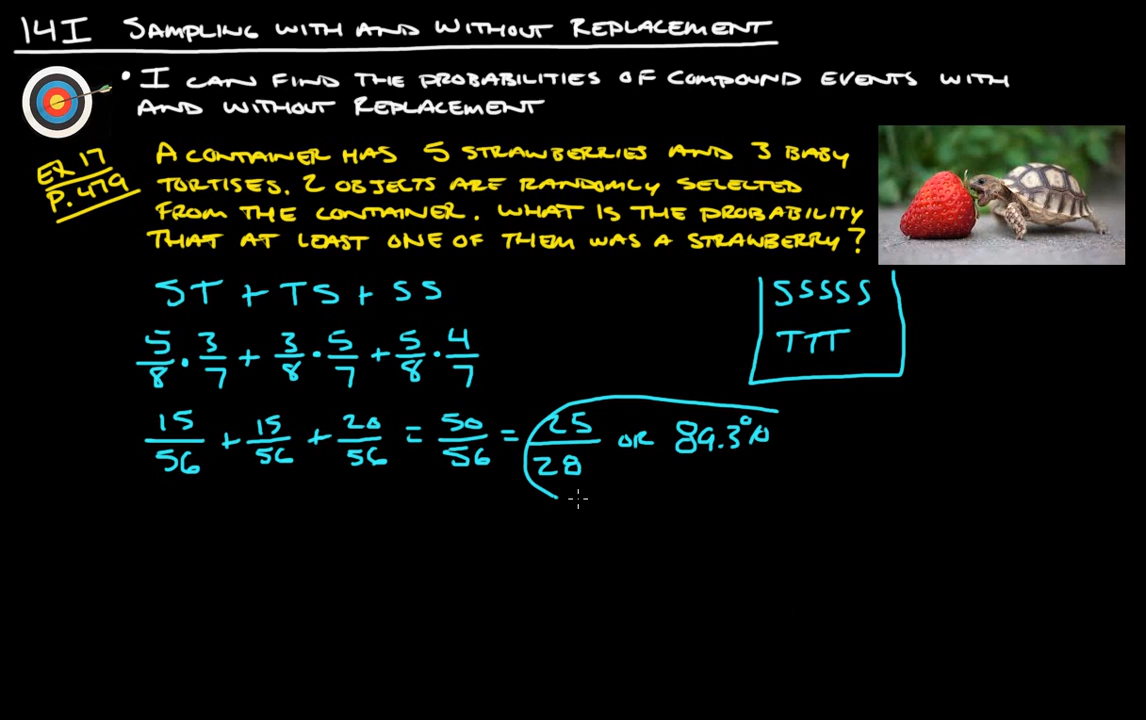 14I SAMPLING WITH AND WITHOUT REPLACEMENT
• I CAN FIND THE PROBABILITIES OF COMPOUND EVENTS WITH
AND WITHOUT REPLACEMENT
EX 17
P. 479
A CONTAINER HAS 5 STRAWBERRIES AND 3 BABY
TORTISES. 2 OBJECTS ARE RANDOMLY SELECTED
FROM THE CONTAINER. WHAT IS THE PROBABILITY
THAT AT LEAST ONE OF THEM WAS A STRAWBERRY?
ST + TS + SS
SSSSS
TTT
5/8 · 3/7 + 3/8 · 5/7 + 5/8 · 4/7
15/56 + 15/56 + 20/56 = 50/56 = 25/28 OR 89.3%